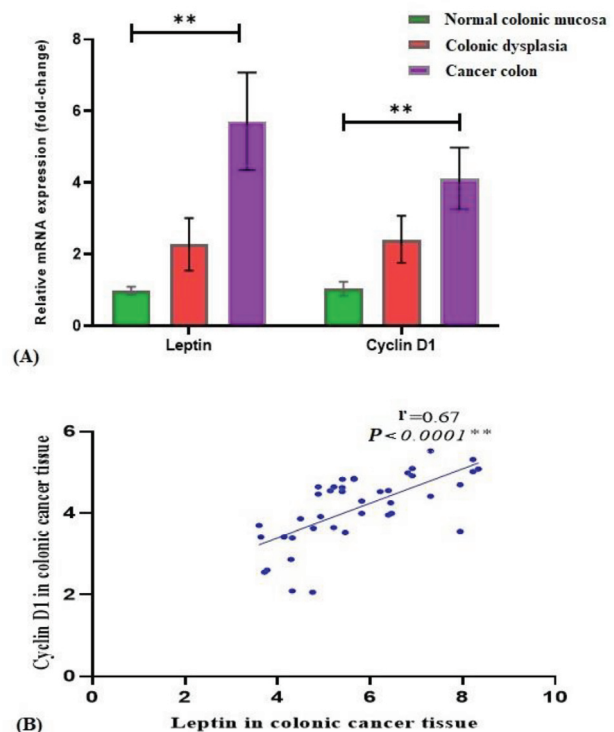 (A)
Relative mRNA expression (fold-change)
8
6
4
2
0
**
**
Normal colonic mucosa
Colonic dysplasia
Cancer colon
Leptin
Cyclin D1
(B)
Cyclin D1 in colonic cancer tissue
6
4
2
0
r=0.67
P<0.0001**
0 2 4 6 8 10
Leptin in colonic cancer tissue